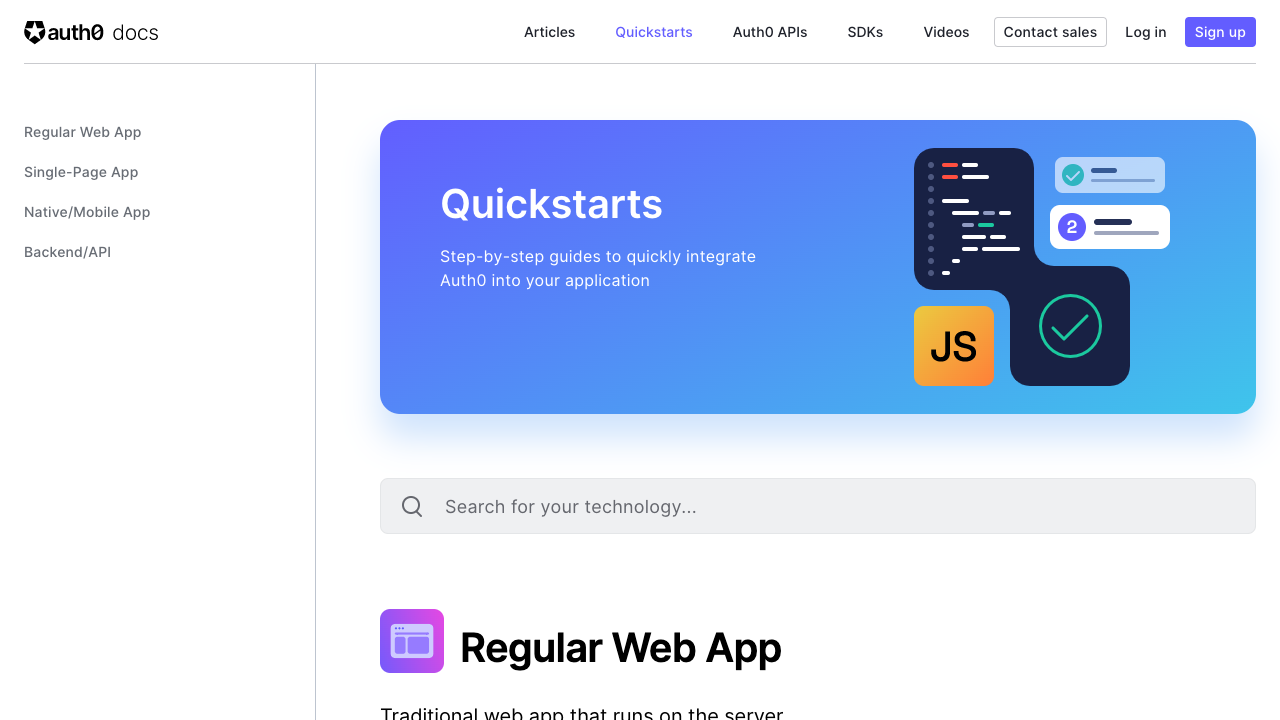 auth0 docs
Articles
Quickstarts
Auth0 APIs
SDKs
Videos
Contact sales
Log in
Sign up
Regular Web App
Single-Page App
Native/Mobile App
Backend/API
Quickstarts
Step-by-step guides to quickly integrate
Auth0 into your application
2
JS
Search for your technology...
Regular Web App
Traditional web app that runs on the server